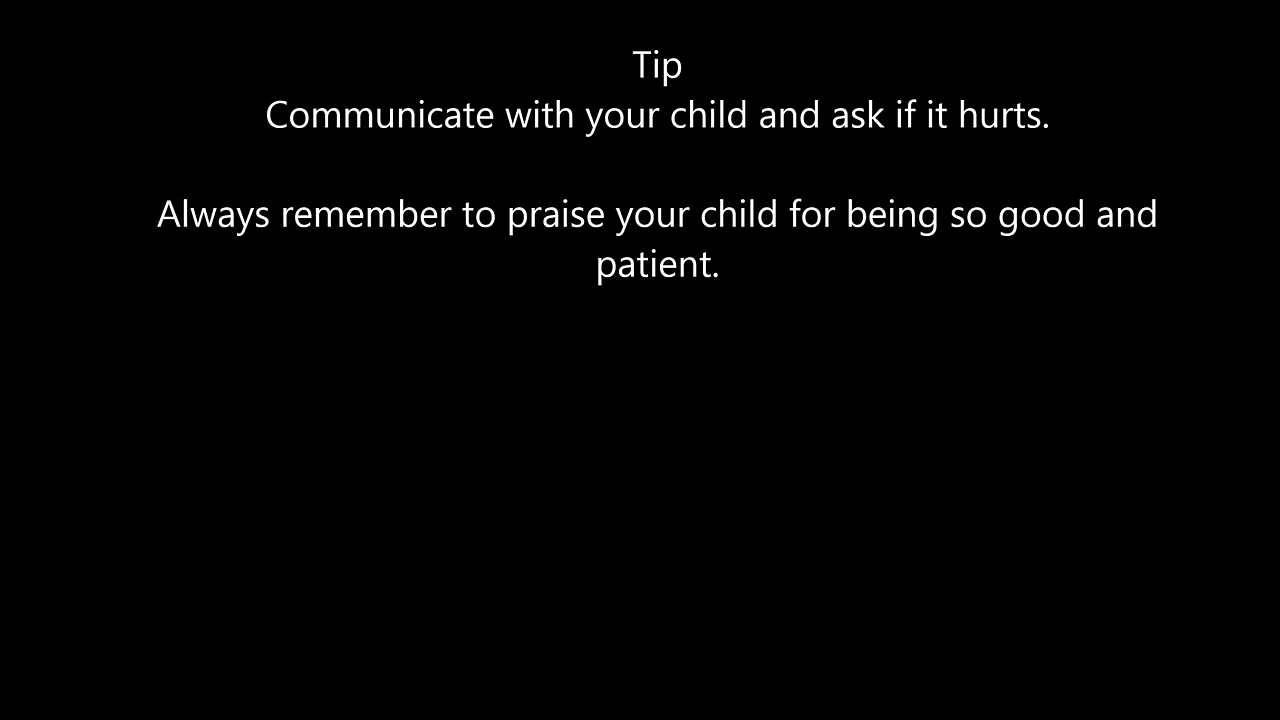 Tip
Communicate with your child and ask if it hurts.
Always remember to praise your child for being so good and
patient.